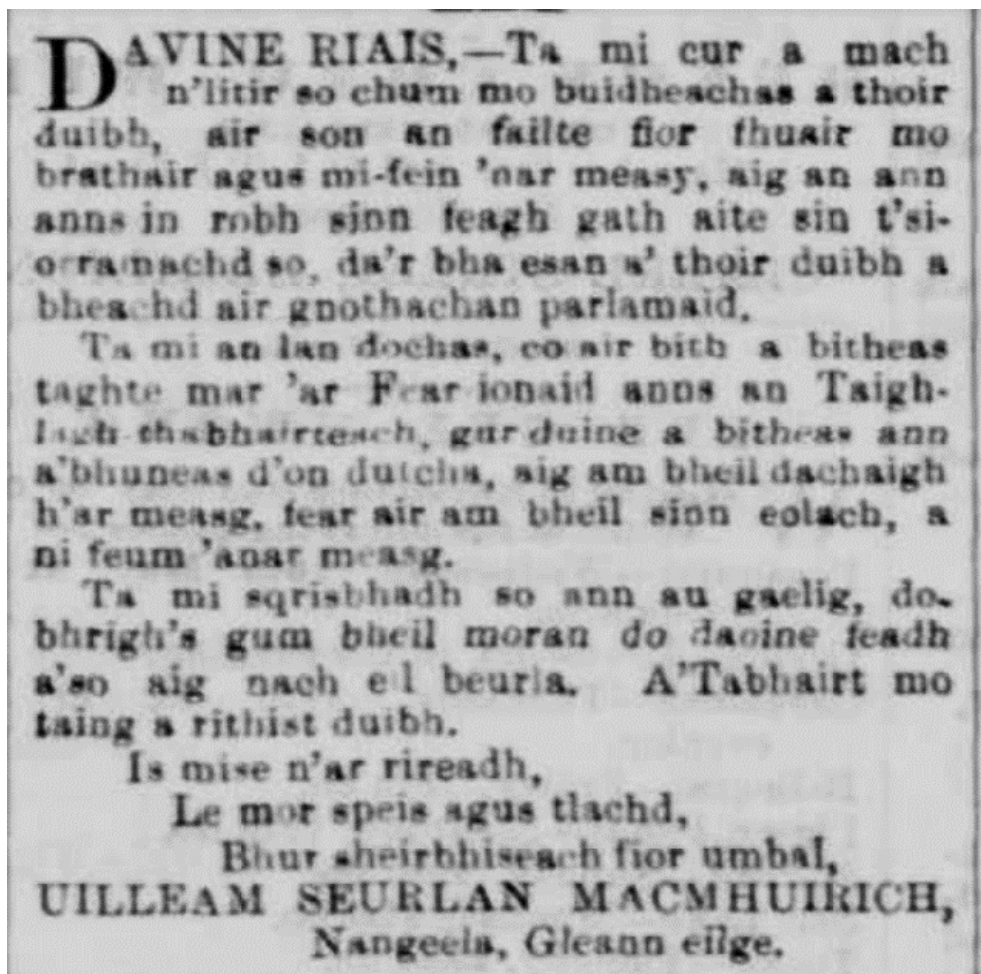 DAVINE RIAIS,—Ta mi cur a mach
n'litir so chum mo buidheachas a thoir
duibh, air son an failte fior fhuair mo
brathair agus mi-fein 'nar measy, aig an ann
anns in robh sinn feagh gath aite sin t'si-
orramachd so, da'r bha esan a' thoir duibh a
bheachd air gnothachan parlamaid.
Ta mi an lan dochas, co air bith a bitheas
taghte mar 'ar Fear ionaid anns an Taigh-
lagh-thabhairteach, gur duine a bitheas ann
a'bhuneas d'on dutcha, aig am bheil dachaigh
h'ar measg, fear air am bheil sinn eolach, a
ni feum 'anar measg.
Ta mi sqrisbhadh so ann au gaelig, do-
bhrigh's gum bheil moran do daoine feadh
a'so aig nach eil beurla. A'Tabhairt mo
taing a rithist duibh.
Is mise n'ar rireadh,
Le mor speis agus tlachd,
Bhur sheirbhiseach fior umbal,
UILLEAM SEURLAN MACMHUIRICH,
Nangeela, Gleann eilge.